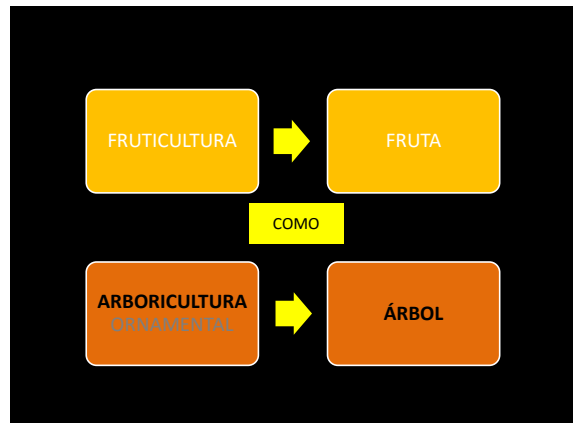 FRUTICULTURA
FRUTA
COMO
ARBORICULTURA
ORNAMENTAL
ÁRBOL